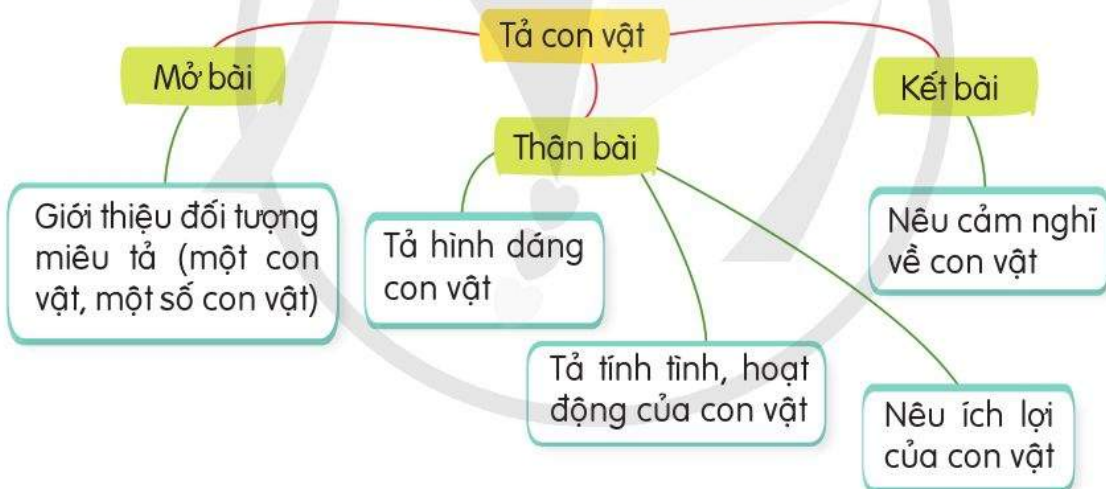 Tả con vật
Mở bài
Giới thiệu đối tượng
miêu tả (một con
vật, một số con vật)
Thân bài
Tả hình dáng
con vật
Tả tính tình, hoạt
động của con vật
Nêu ích lợi
của con vật
Kết bài
Nêu cảm nghĩ
về con vật